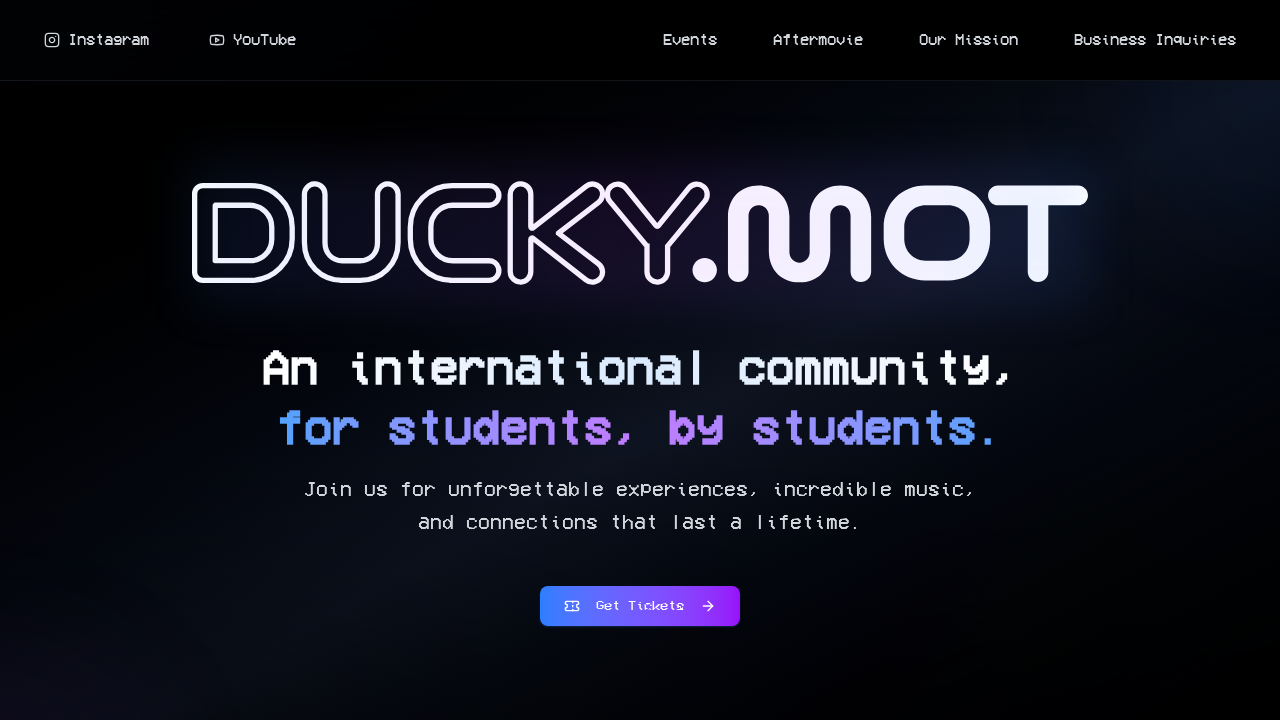 Instagram
YouTube
Events
Aftermovie
Our Mission
Business Inquiries
DUCKY.MOT
An international community,
for students, by students.
Join us for unforgettable experiences, incredible music,
and connections that last a lifetime.
Get Tickets